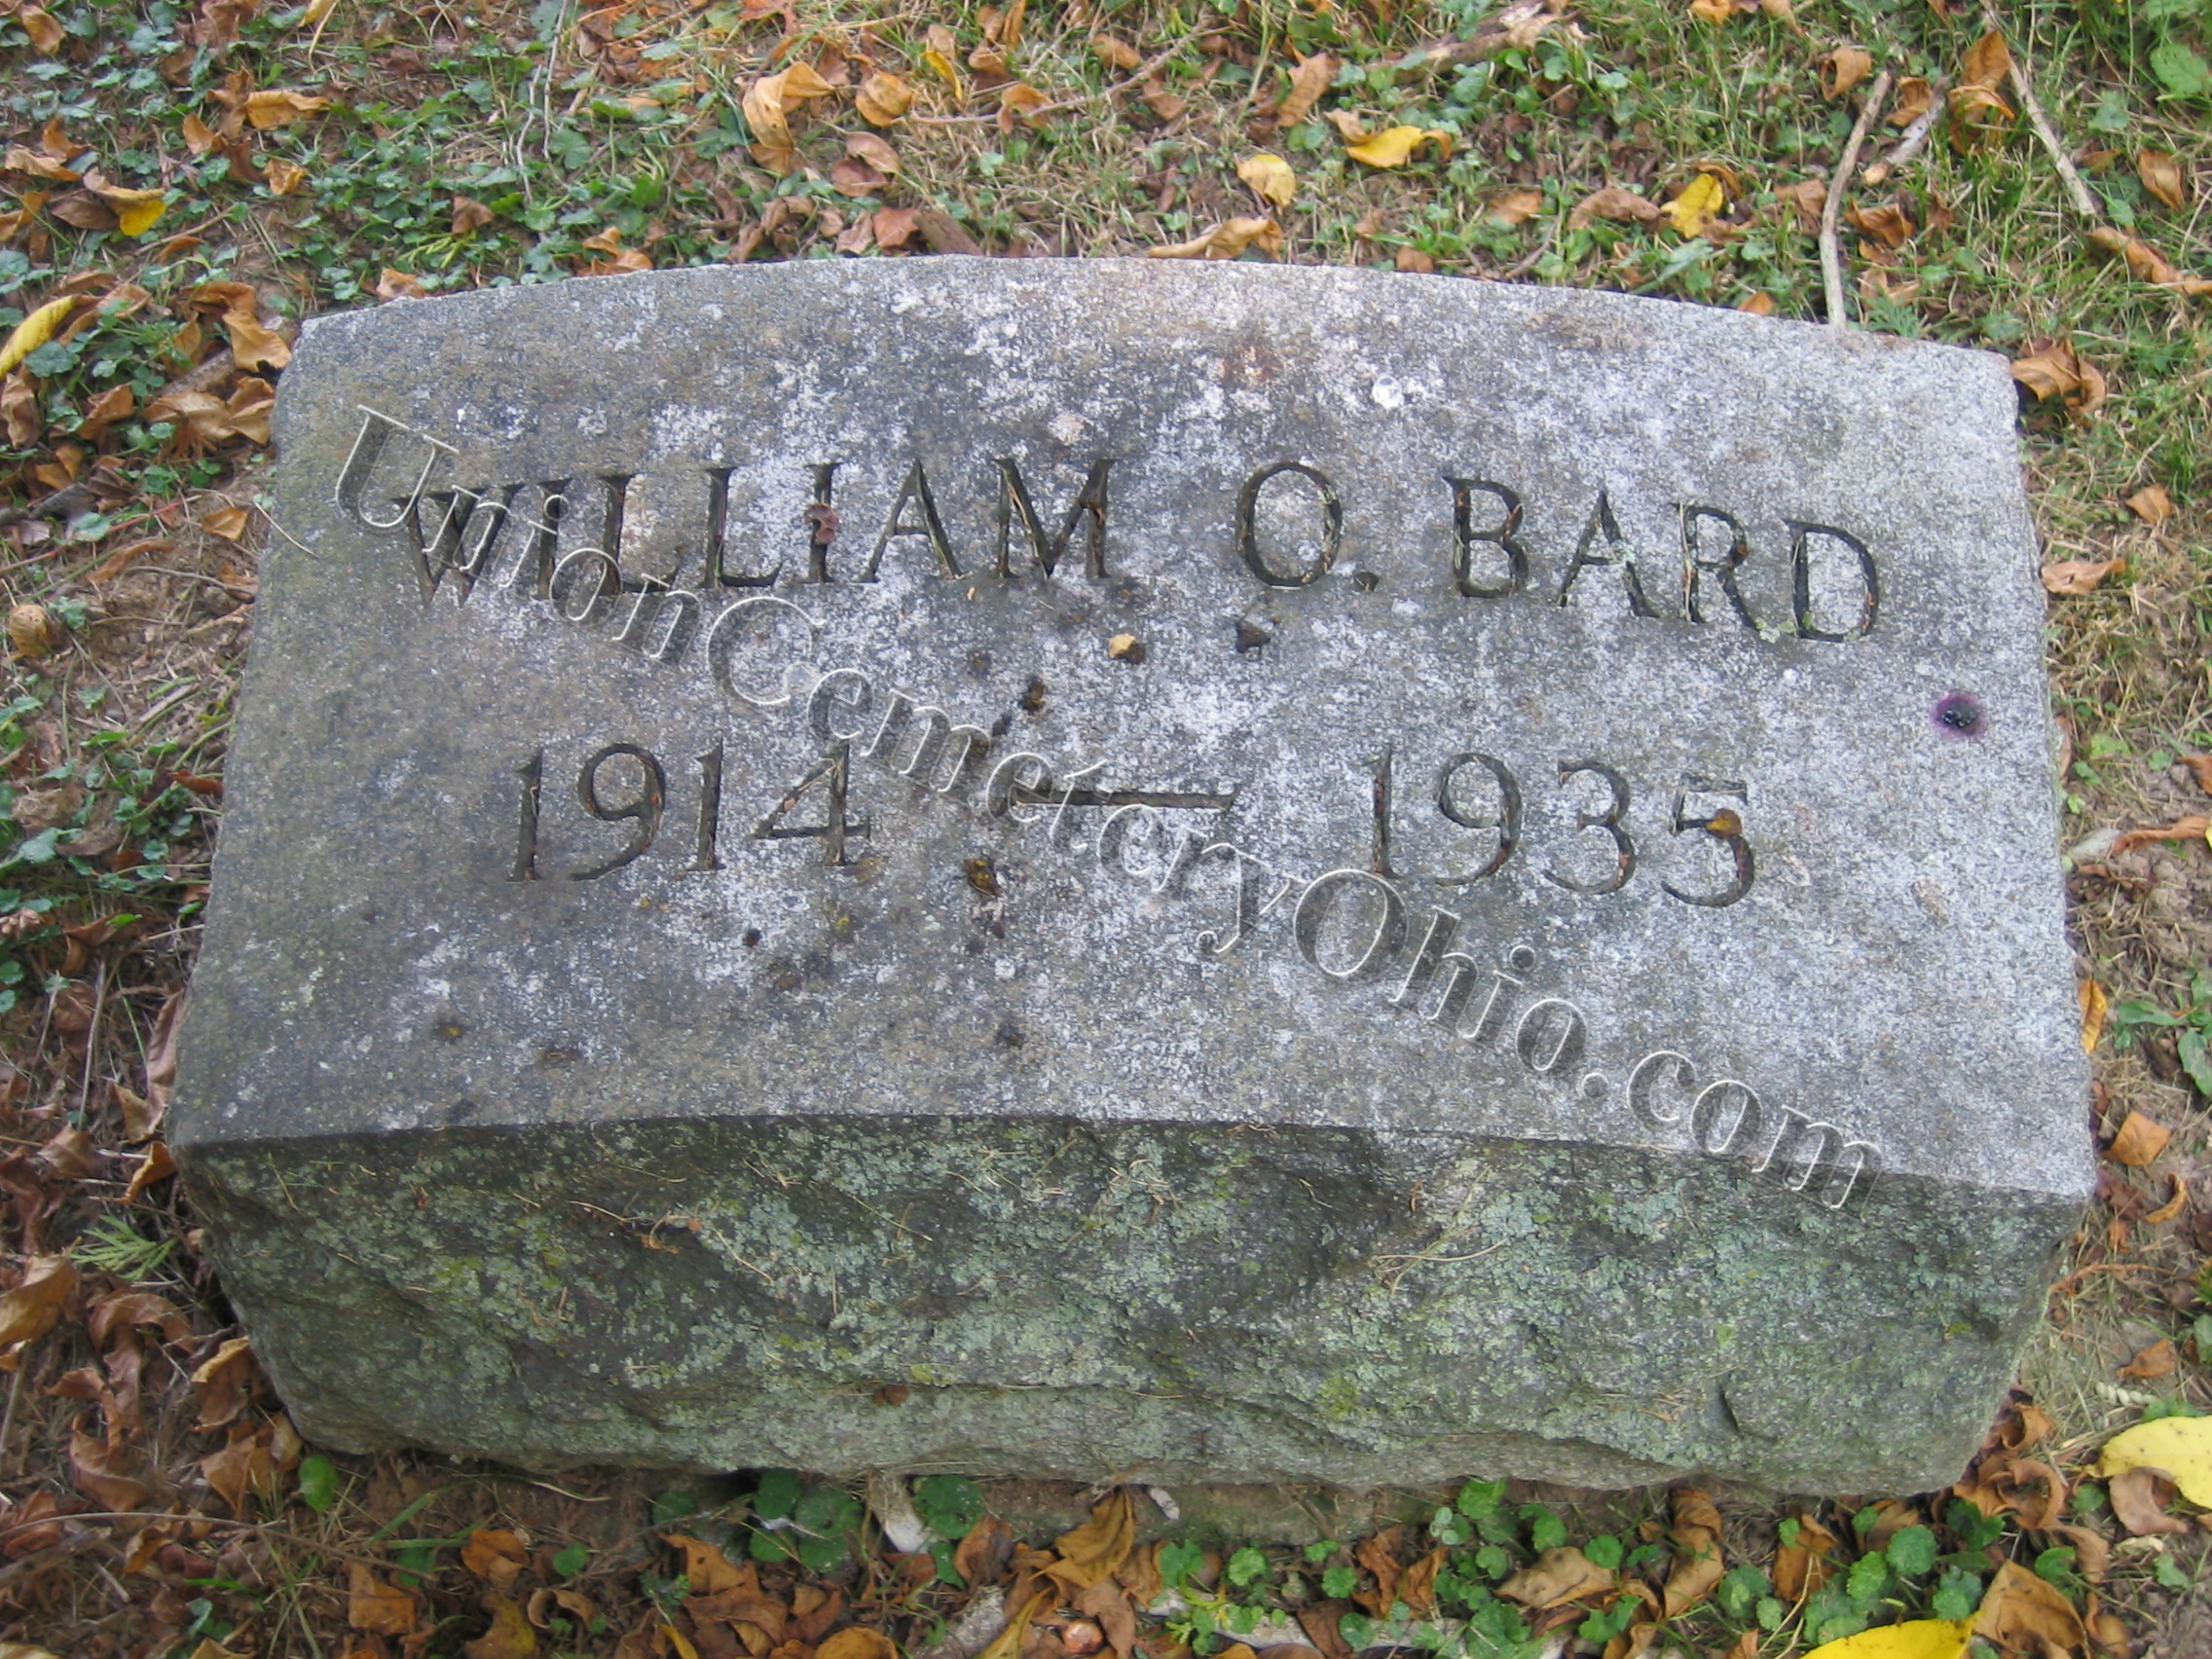 WILLIAM O. BARD
1914 — 1935
UnionCemeteryOhio.com